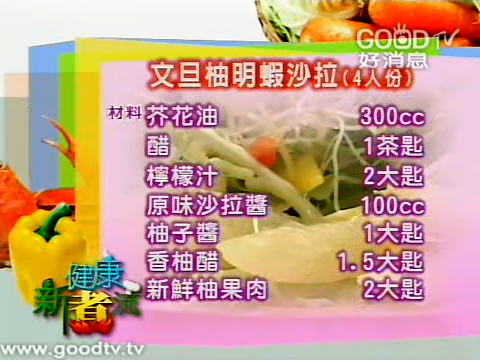 GOODTV
好消息
文旦柚明蝦沙拉(4人份)
材料 芥花油 300cc
醋 1茶匙
檸檬汁 2大匙
原味沙拉醬 100cc
柚子醬 1大匙
香柚醋 1.5大匙
新鮮柚果肉 2大匙
健康
新煮流
www.goodtv.tv